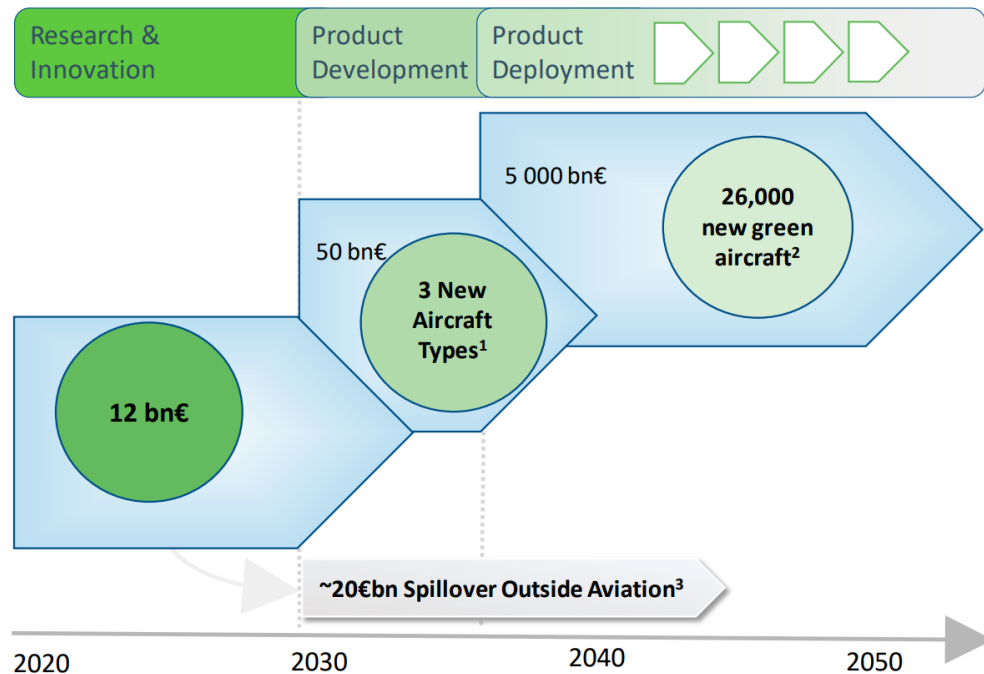 Research &
Innovation
Product
Development
Product
Deployment
5 000 bn€
26,000
new green
aircraft²
50 bn€
3 New
Aircraft
Types¹
12 bn€
~20€bn Spillover Outside Aviation³
2020
2030
2040
2050